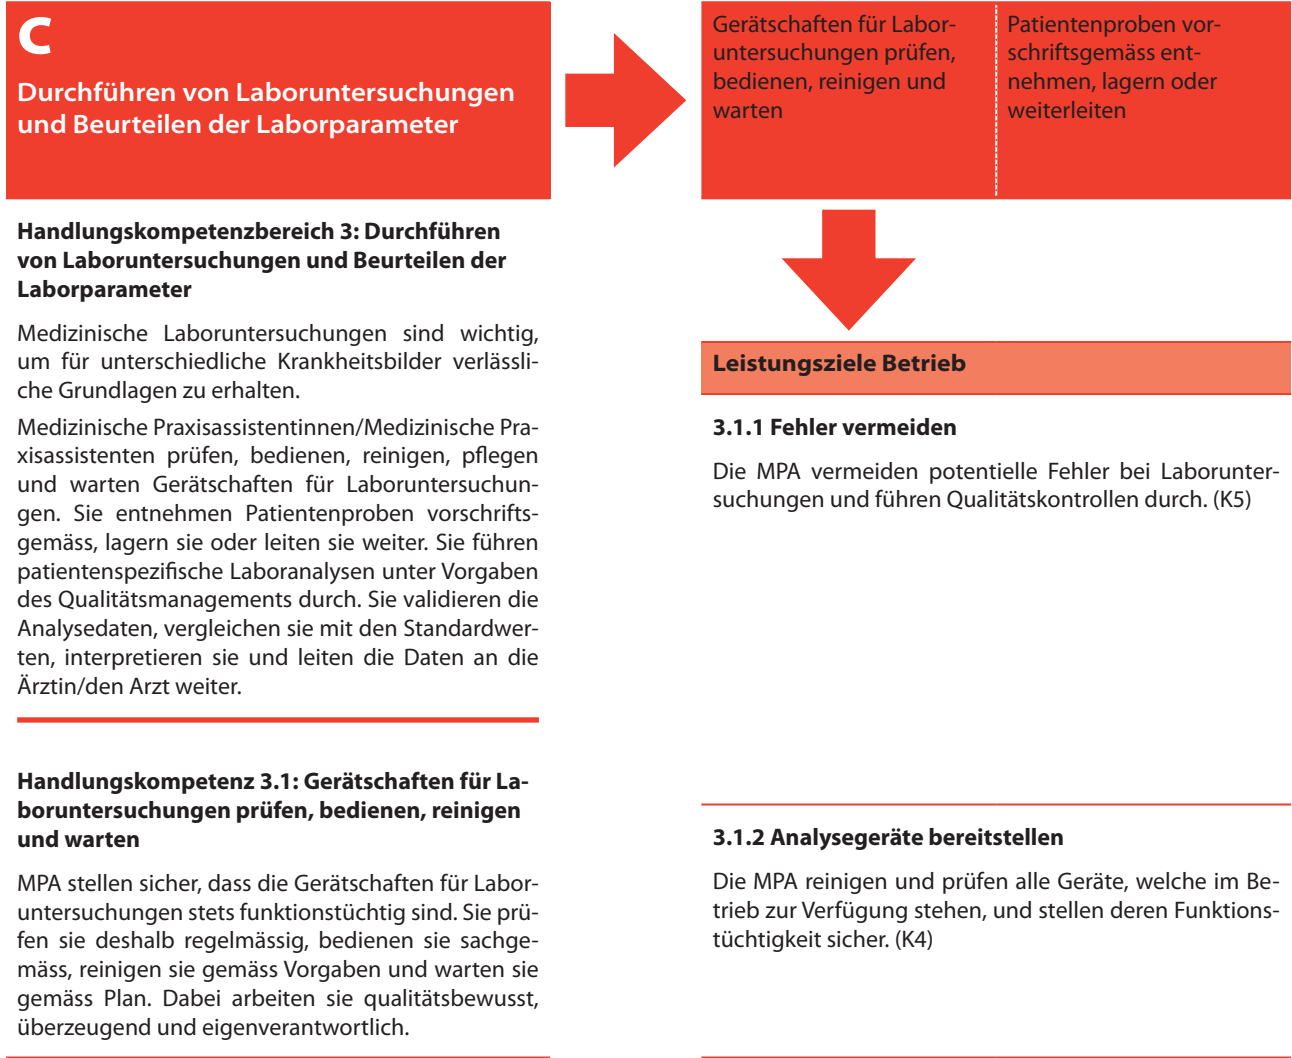 C
Durchführen von Laboruntersuchungen
und Beurteilen der Laborparameter
Handlungskompetenzbereich 3: Durchführen
von Laboruntersuchungen und Beurteilen der
Laborparameter
Medizinische Laboruntersuchungen sind wichtig,
um für unterschiedliche Krankheitsbilder verlässli-
che Grundlagen zu erhalten.
Medizinische Praxisassistentinnen/Medizinische Pra-
xisassistenten prüfen, bedienen, reinigen, pflegen
und warten Gerätschaften für Laboruntersuchun-
gen. Sie entnehmen Patientenproben vorschrifts-
gemäss, lagern sie oder leiten sie weiter. Sie führen
patientenspezifische Laboranalysen unter Vorgaben
des Qualitätsmanagements durch. Sie validieren die
Analysedaten, vergleichen sie mit den Standardwer-
ten, interpretieren sie und leiten die Daten an die
Ärztin/den Arzt weiter.
Handlungskompetenz 3.1: Gerätschaften für La-
boruntersuchungen prüfen, bedienen, reinigen
und warten
MPA stellen sicher, dass die Gerätschaften für Labor-
untersuchungen stets funktionstüchtig sind. Sie prü-
fen sie deshalb regelmässig, bedienen sie sachge-
mäss, reinigen sie gemäss Vorgaben und warten sie
gemäss Plan. Dabei arbeiten sie qualitätsbewusst,
überzeugend und eigenverantwortlich.
Gerätschaften für Labor-
untersuchungen prüfen,
bedienen, reinigen und
warten
Patientenproben vor-
schriftsgemäss ent-
nehmen, lagern oder
weiterleiten
Leistungsziele Betrieb
3.1.1 Fehler vermeiden
Die MPA vermeiden potentielle Fehler bei Laborunter-
suchungen und führen Qualitätskontrollen durch. (K5)
3.1.2 Analysegeräte bereitstellen
Die MPA reinigen und prüfen alle Geräte, welche im Be-
trieb zur Verfügung stehen, und stellen deren Funktions-
tüchtigkeit sicher. (K4)